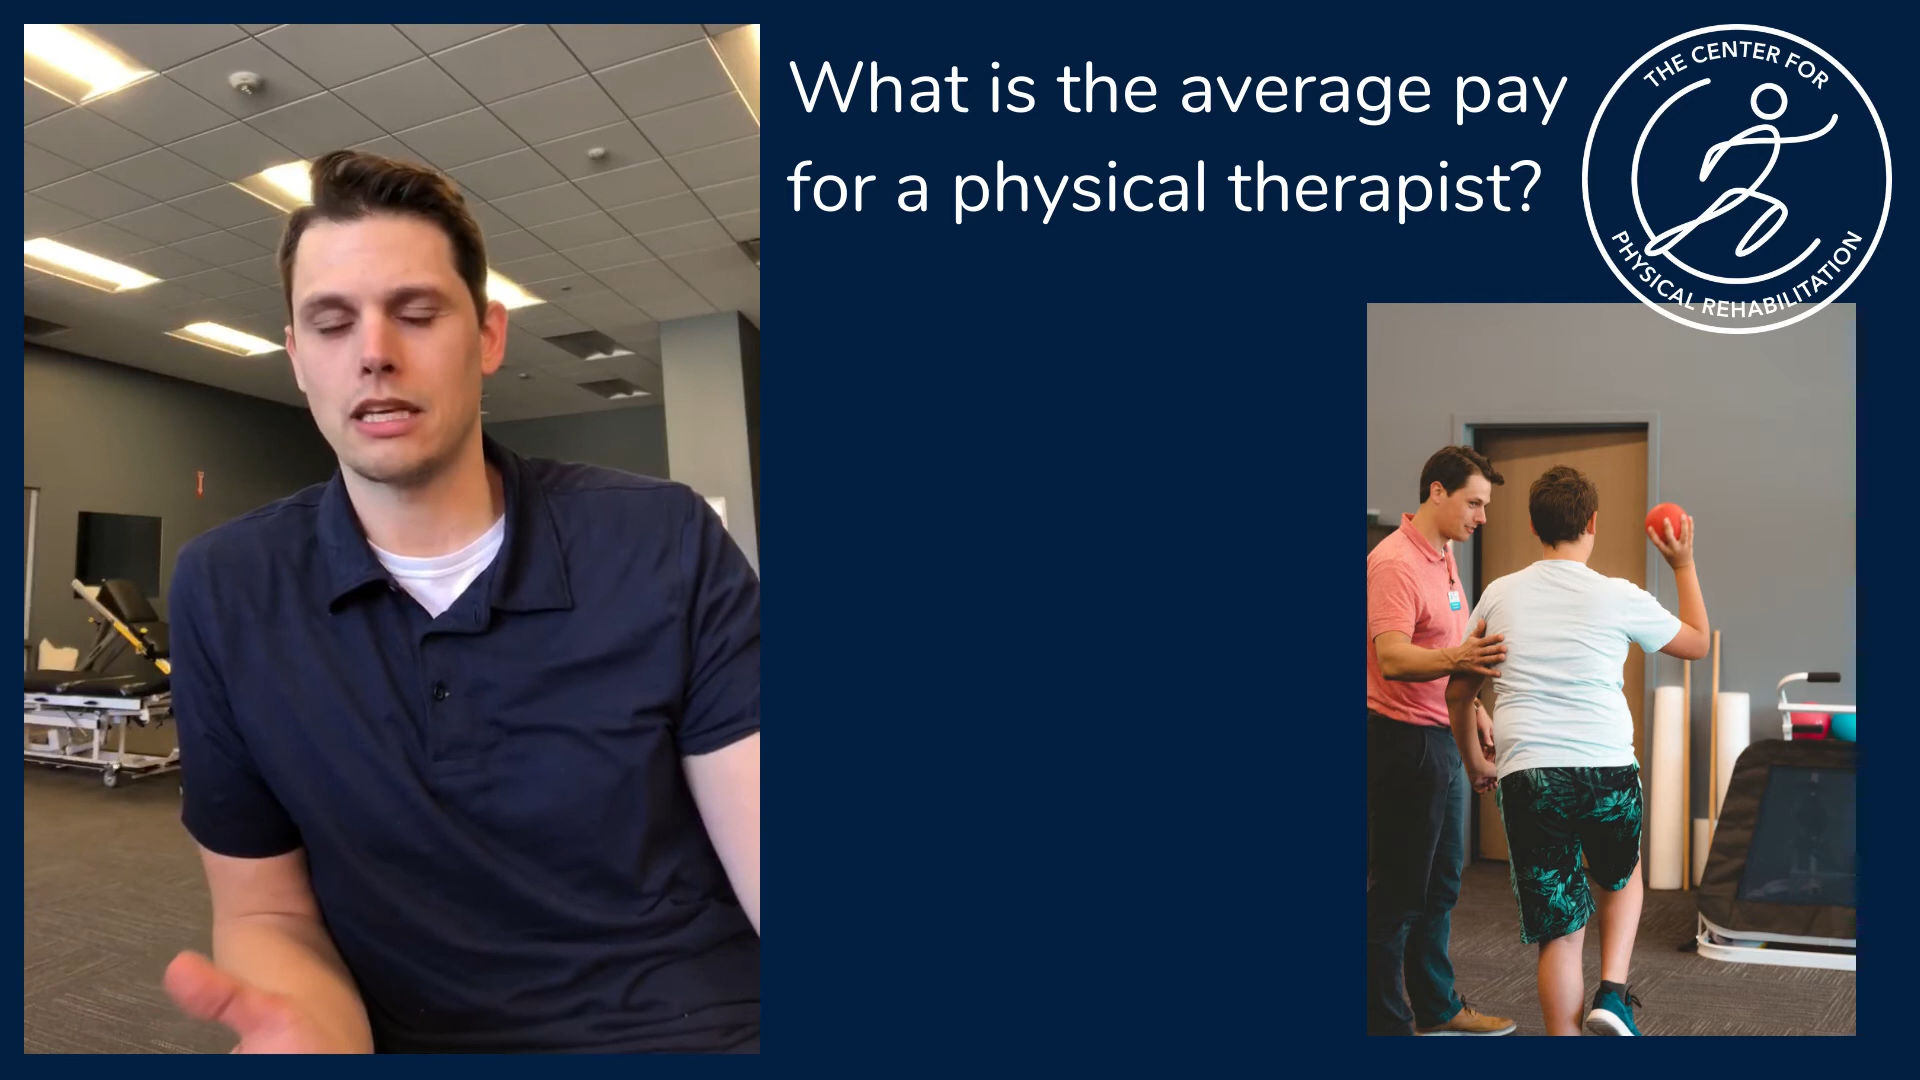 What is the average pay
for a physical therapist?
THE CENTER FOR
PHYSICAL REHABILITATION